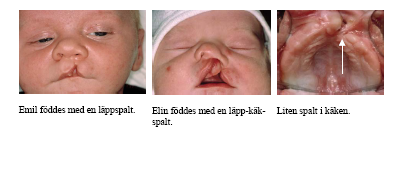 Emil föddes med en läppspalt.
Elin föddes med en läpp-käk-
spalt.
Liten spalt i käken.